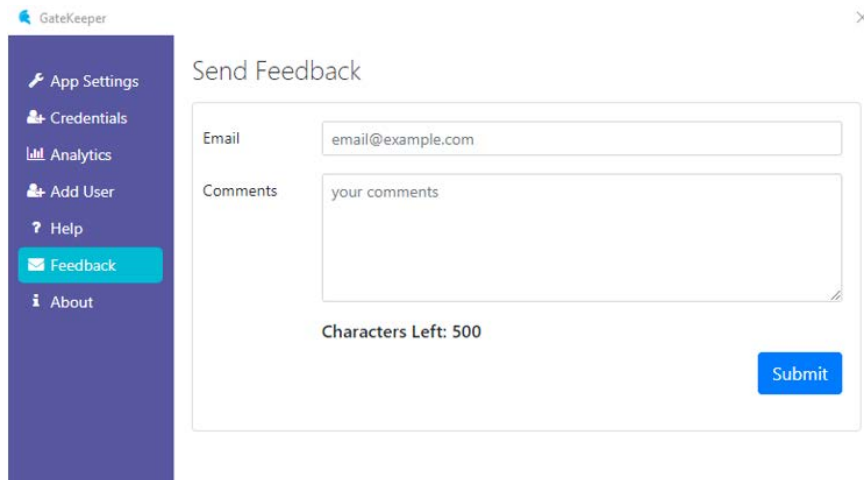 GateKeeper
App Settings
Credentials
Analytics
Add User
Help
Feedback
About
Send Feedback
Email
email@example.com
Comments
your comments
Characters Left: 500
Submit